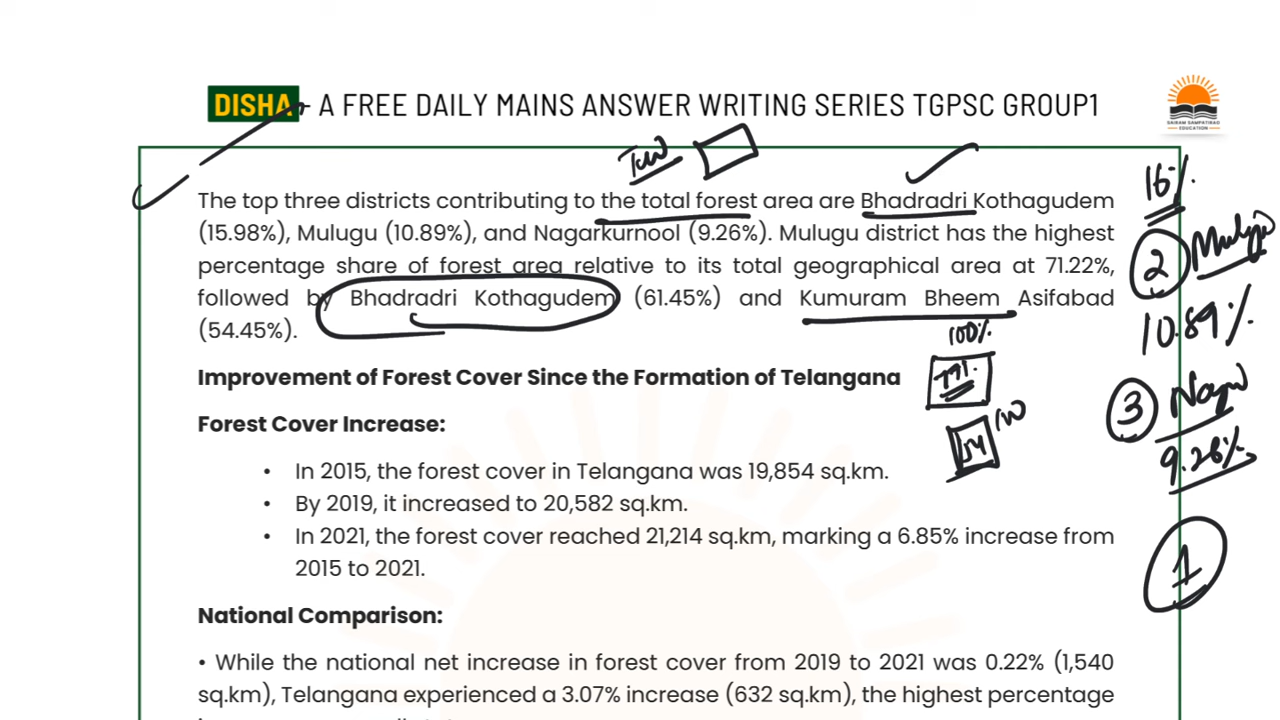 DISHA - A FREE DAILY MAINS ANSWER WRITING SERIES TGPSC GROUP1
SAIRAM SAMPATIRAO
EDUCATION
The top three districts contributing to the total forest area are Bhadradri Kothagudem
(15.98%), Mulugu (10.89%), and Nagarkurnool (9.26%). Mulugu district has the highest
percentage share of forest area relative to its total geographical area at 71.22%,
followed by Bhadradri Kothagudem (61.45%) and Kumuram Bheem Asifabad
(54.45%).
16%
2 Mulugu
10.89%
3
9.26%
1
100%
Improvement of Forest Cover Since the Formation of Telangana
Forest Cover Increase:
• In 2015, the forest cover in Telangana was 19,854 sq.km.
• By 2019, it increased to 20,582 sq.km.
• In 2021, the forest cover reached 21,214 sq.km, marking a 6.85% increase from
2015 to 2021.
National Comparison:
• While the national net increase in forest cover from 2019 to 2021 was 0.22% (1,540
sq.km), Telangana experienced a 3.07% increase (632 sq.km), the highest percentage